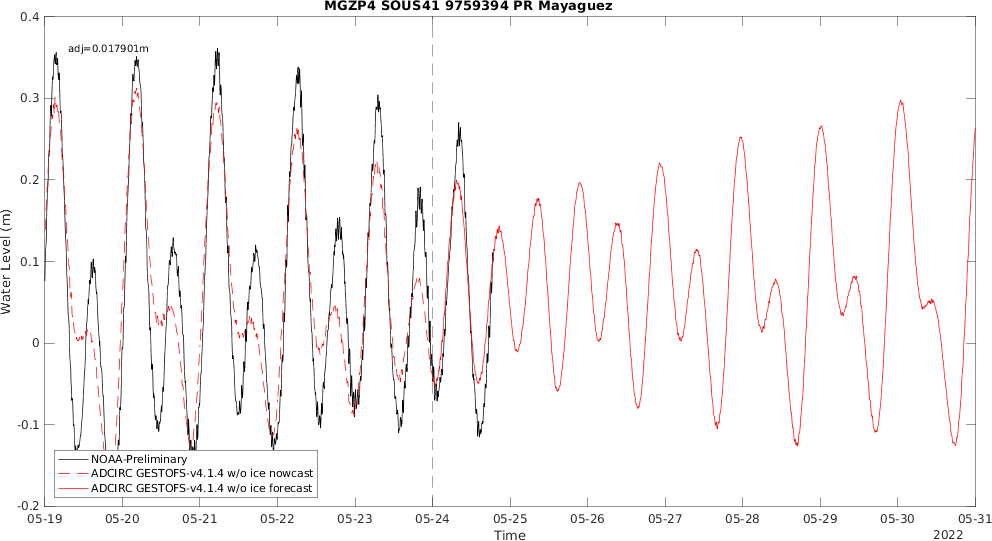 MGZP4 SOUS41 9759394 PR Mayaguez
adj=0.017901m
0.4
0.3
0.2
0.1
0
-0.1
-0.2
Water Level (m)
NOAA-Preliminary
ADCIRC GESTOFS-v4.1.4 w/o ice nowcast
ADCIRC GESTOFS-v4.1.4 w/o ice forecast
05-19 05-20 05-21 05-22 05-23 05-24 05-25 05-26 05-27 05-28 05-29 05-30 05-31
Time
2022